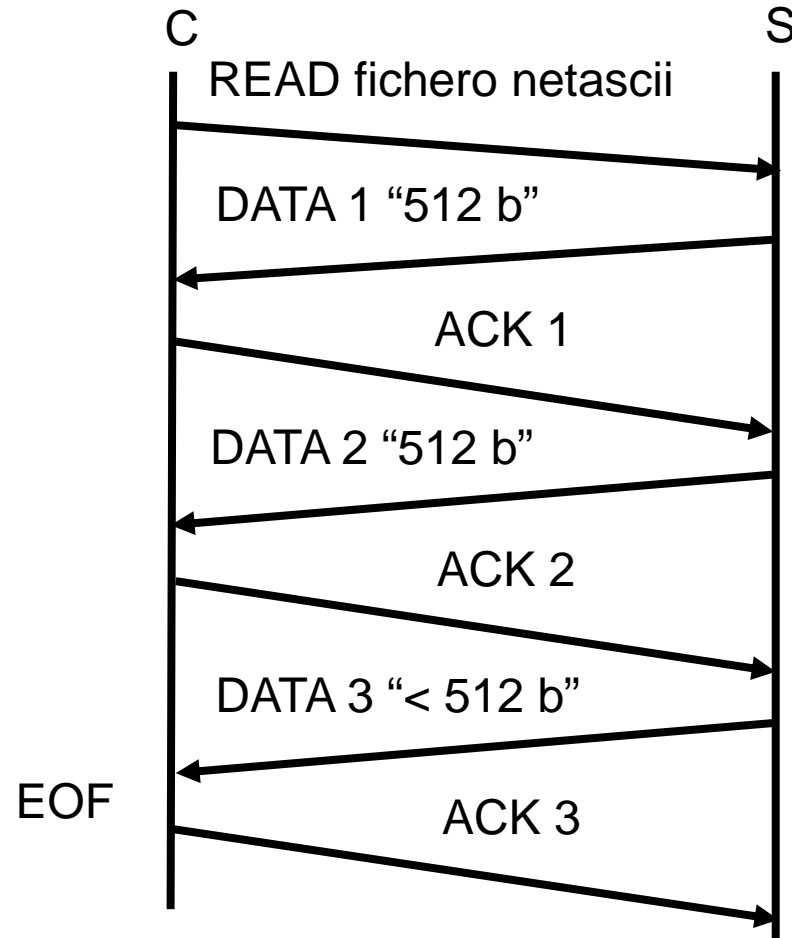 C
S
READ fichero netascii
DATA 1 “512 b”
ACK 1
DATA 2 “512 b”
ACK 2
DATA 3 “< 512 b”
EOF
ACK 3